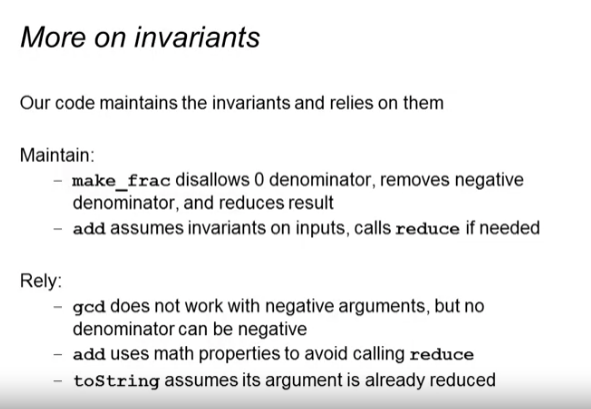 More on invariants
Our code maintains the invariants and relies on them
Maintain:
– make_frac disallows 0 denominator, removes negative
denominator, and reduces result
– add assumes invariants on inputs, calls reduce if needed
Rely:
– gcd does not work with negative arguments, but no
denominator can be negative
– add uses math properties to avoid calling reduce
– toString assumes its argument is already reduced